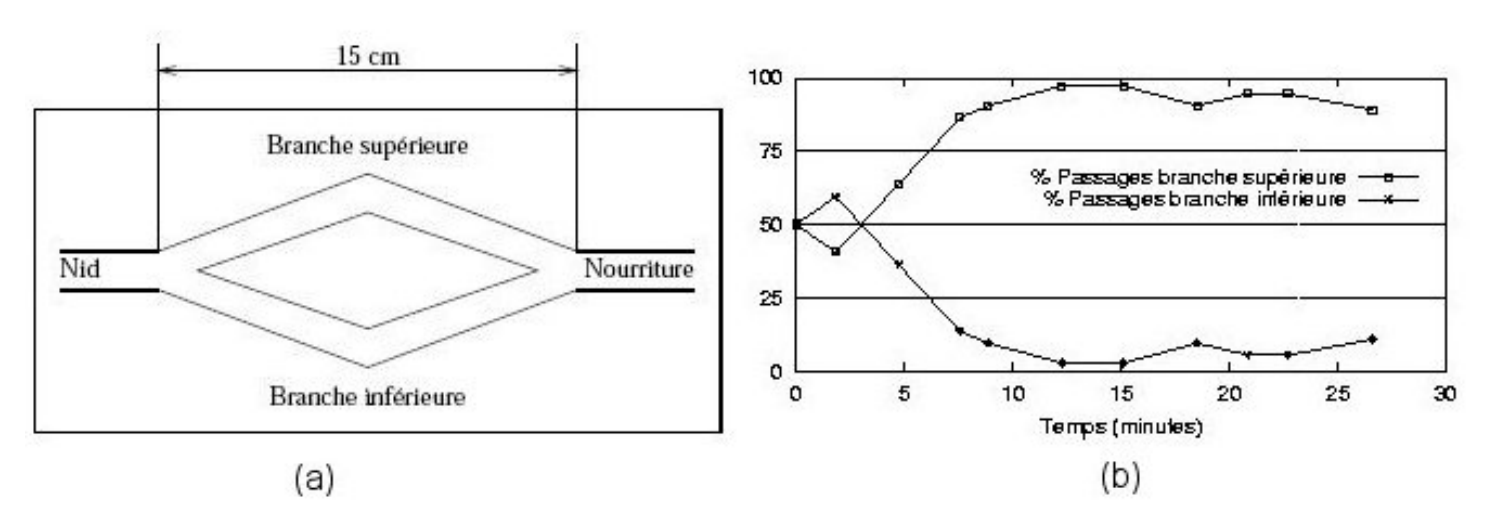 15 cm
Branche supérieure
Nid
Nourriture
Branche inférieure
(a)
100
75
50
25
0
% Passages branche supérieure
% Passages branche inférieure
0 5 10 15 20 25 30
Temps (minutes)
(b)